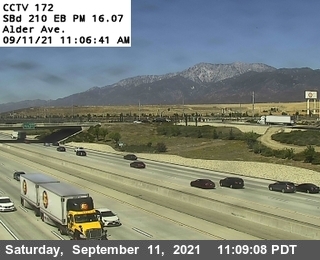 CCTV 172
SBd 210 EB PM 16.07
Alder Ave.
09/11/21 11:06:41 AM
Saturday, September 11, 2021 11:09:08 PDT